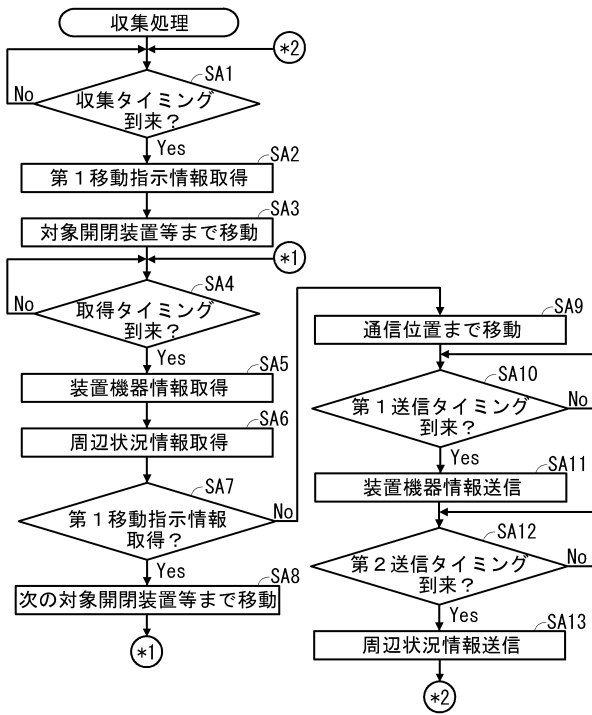 収集処理
*2
SA1
収集タイミング
到来？
No
Yes
SA2
第１移動指示情報取得
SA3
対象開閉装置等まで移動
*1
SA4
取得タイミング
到来？
No
Yes
SA5
装置機器情報取得
SA6
周辺状況情報取得
SA7
第１移動指示情報
取得？
No
Yes
SA8
次の対象開閉装置等まで移動
*1
SA9
通信位置まで移動
SA10
第１送信タイミング
到来？
No
Yes
SA11
装置機器情報送信
SA12
第２送信タイミング
到来？
No
Yes
SA13
周辺状況情報送信
*2